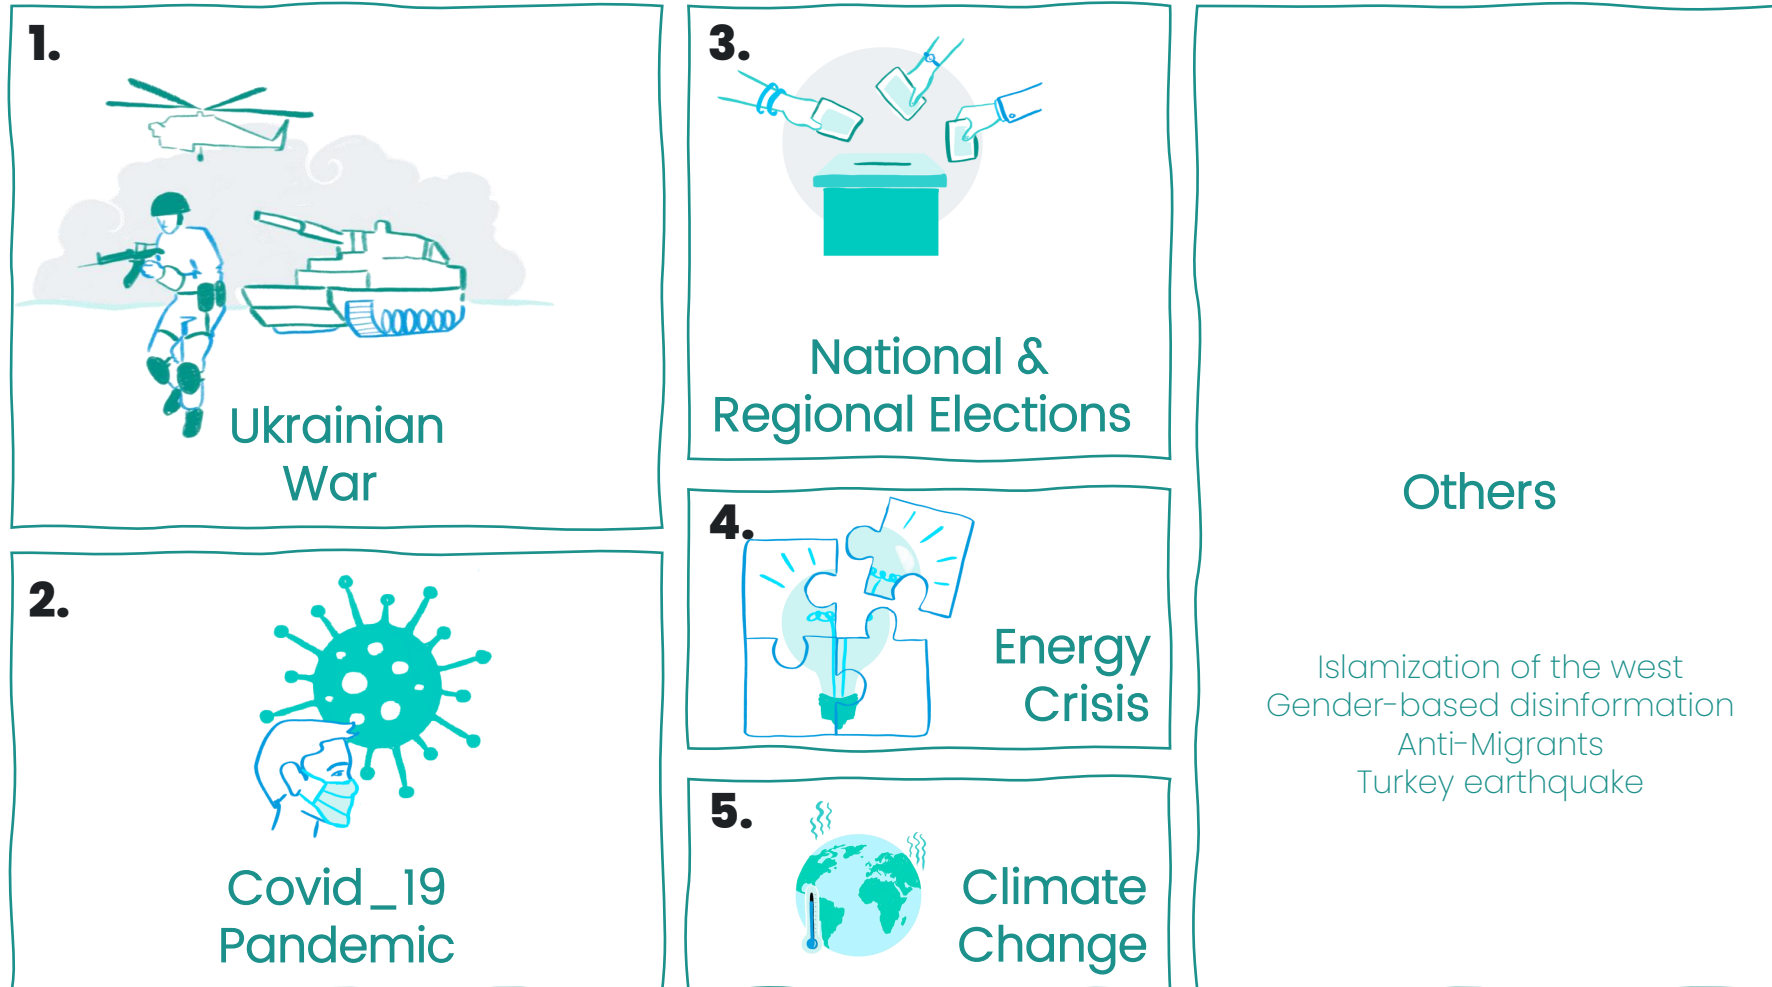 1.
Ukrainian
War
2.
Covid_19
Pandemic
3.
National &
Regional Elections
4.
Energy
Crisis
5.
Climate
Change
Others
Islamization of the west
Gender-based disinformation
Anti-Migrants
Turkey earthquake